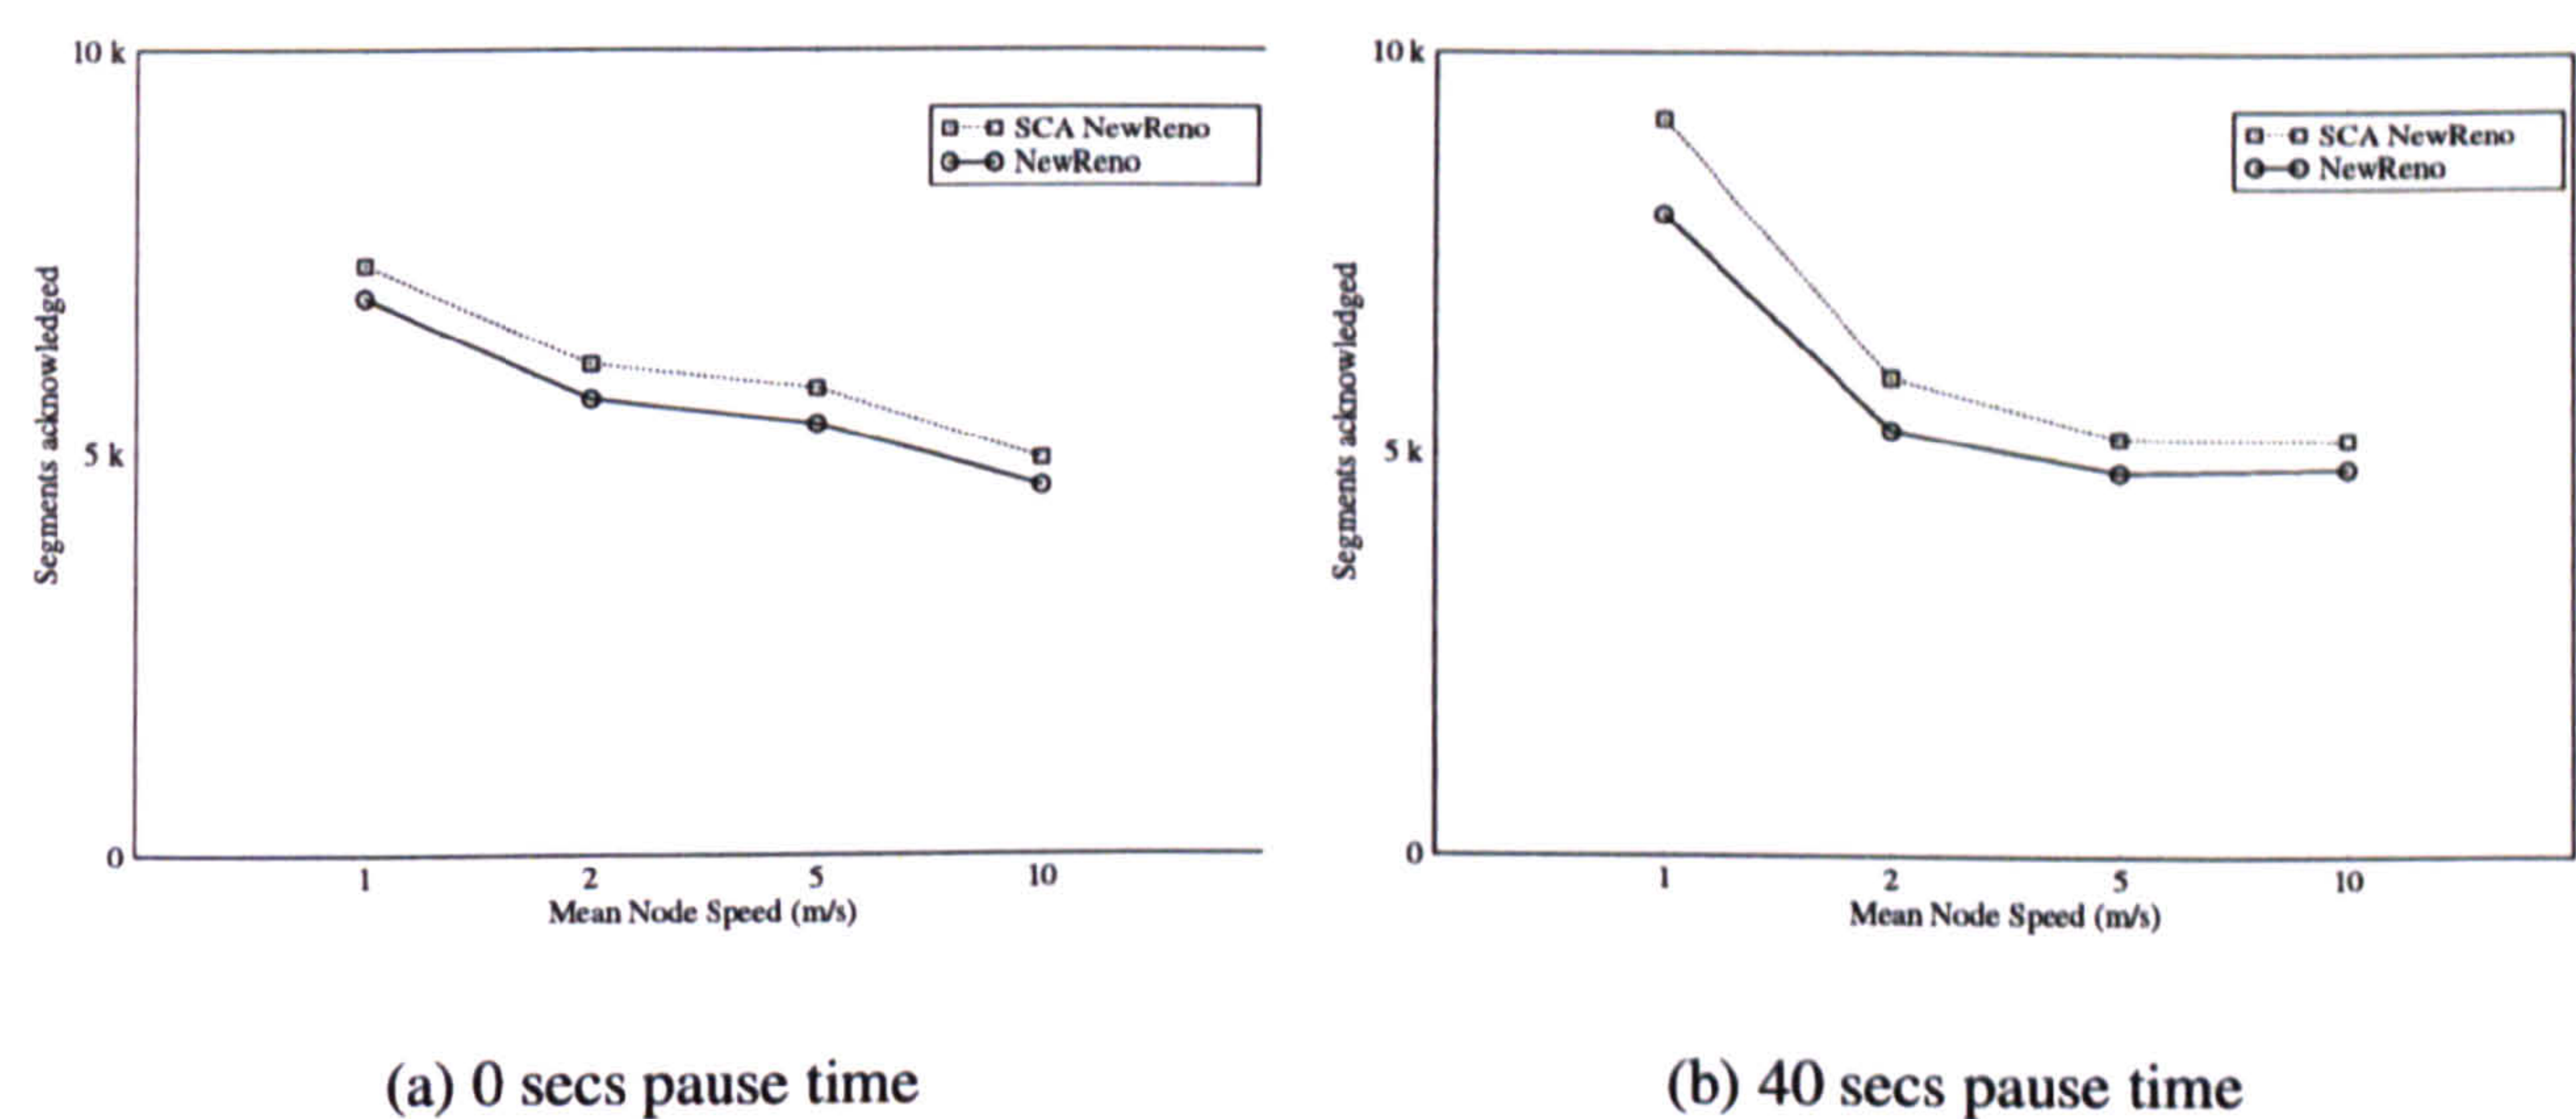 10 k
SCA NewReno
NewReno
Segments acknowledged
5 k
0
1 2 5 10
Mean Node Speed (m/s)
(a) 0 secs pause time
10 k
SCA NewReno
NewReno
Segments acknowledged
5 k
0
1 2 5 10
Mean Node Speed (m/s)
(b) 40 secs pause time